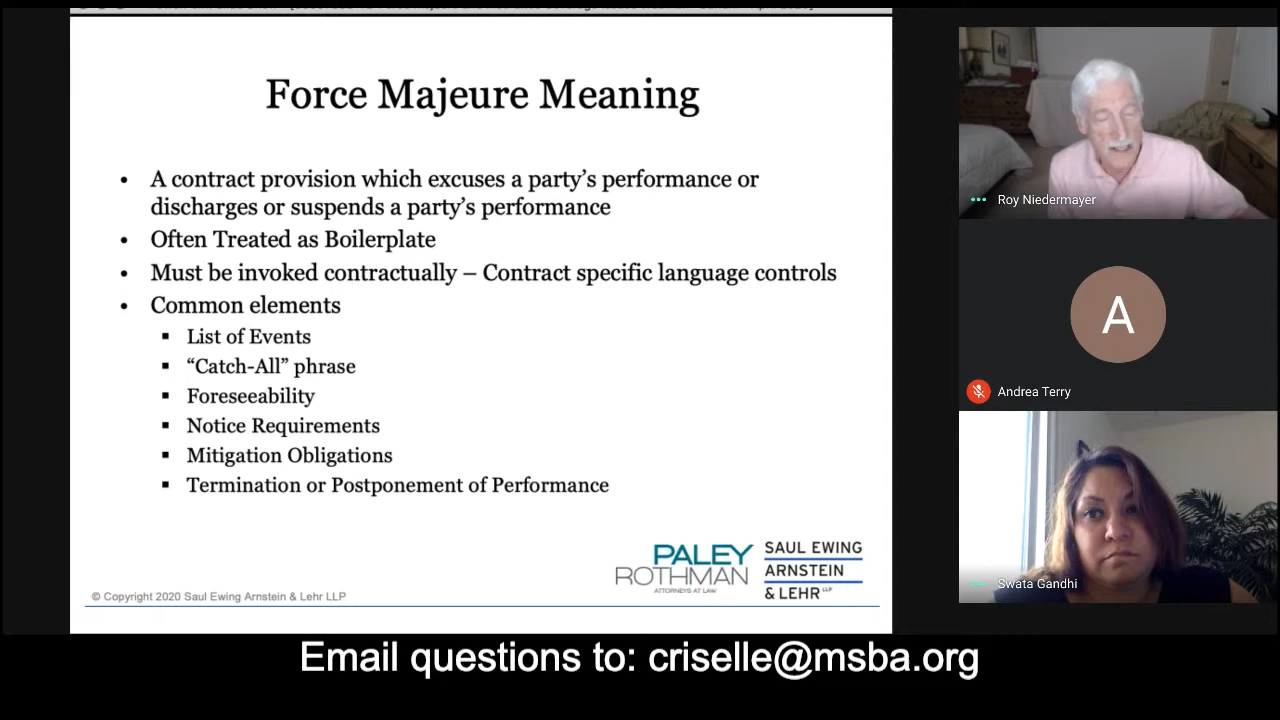 Force Majeure Meaning
• A contract provision which excuses a party’s performance or
discharges or suspends a party’s performance
• Often Treated as Boilerplate
• Must be invoked contractually – Contract specific language controls
• Common elements
▪ List of Events
▪ “Catch-All” phrase
▪ Foreseeability
▪ Notice Requirements
▪ Mitigation Obligations
▪ Termination or Postponement of Performance
PALEY
ROTHMAN
ATTORNEYS AT LAW
SAUL EWING
ARNSTEIN
& LEHR LLP
© Copyright 2020 Saul Ewing Arnstein & Lehr LLP
Roy Niedermayer
A
Andrea Terry
Swata Gandhi
Email questions to: criselle@msba.org